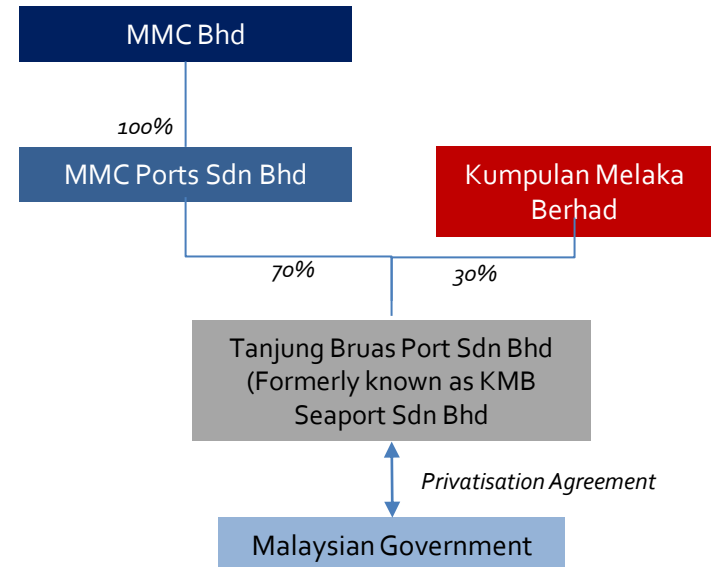 MMC Bhd
100%
MMC Ports Sdn Bhd
Kumpulan Melaka
Berhad
70%
30%
Tanjung Bruas Port Sdn Bhd
(Formerly known as KMB
Seaport Sdn Bhd
Privatisation Agreement
Malaysian Government